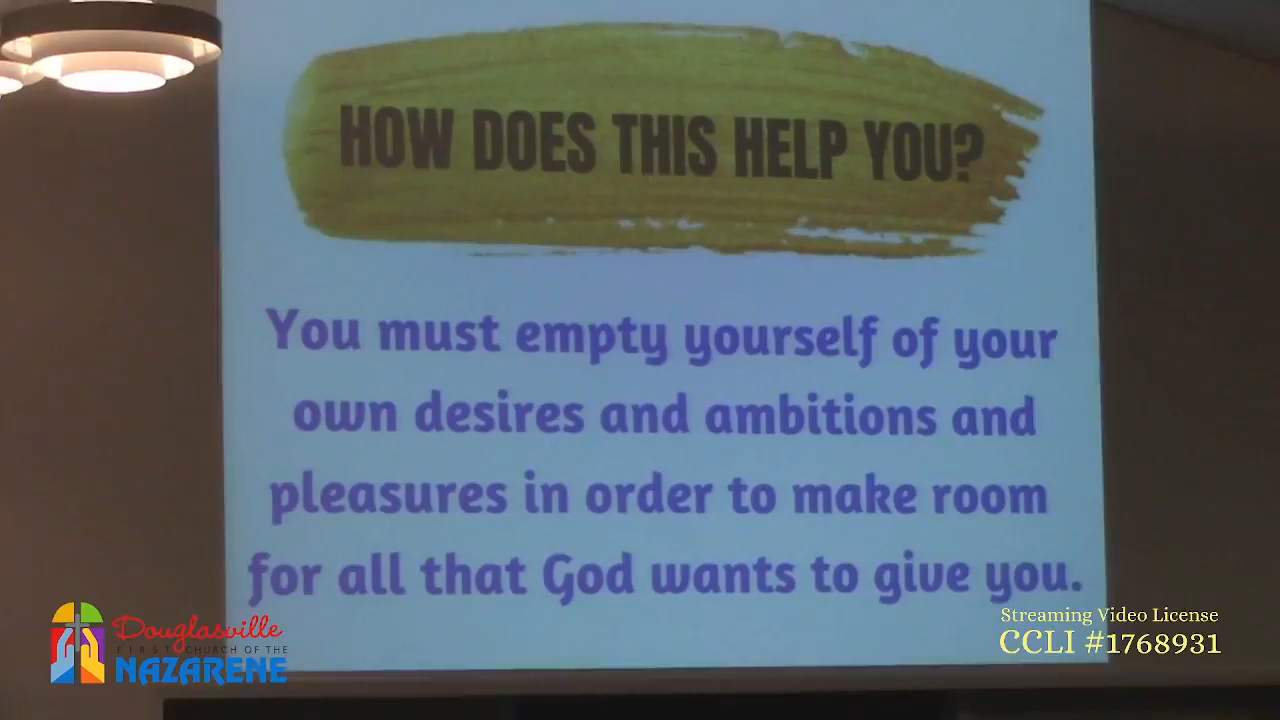 HOW DOES THIS HELP YOU?
You must empty yourself of your
own desires and ambitions and
pleasures in order to make room
for all that God wants to give you.
Douglasville
FIRST CHURCH OF THE
NAZARENE
Streaming Video License
CCLI #1768931